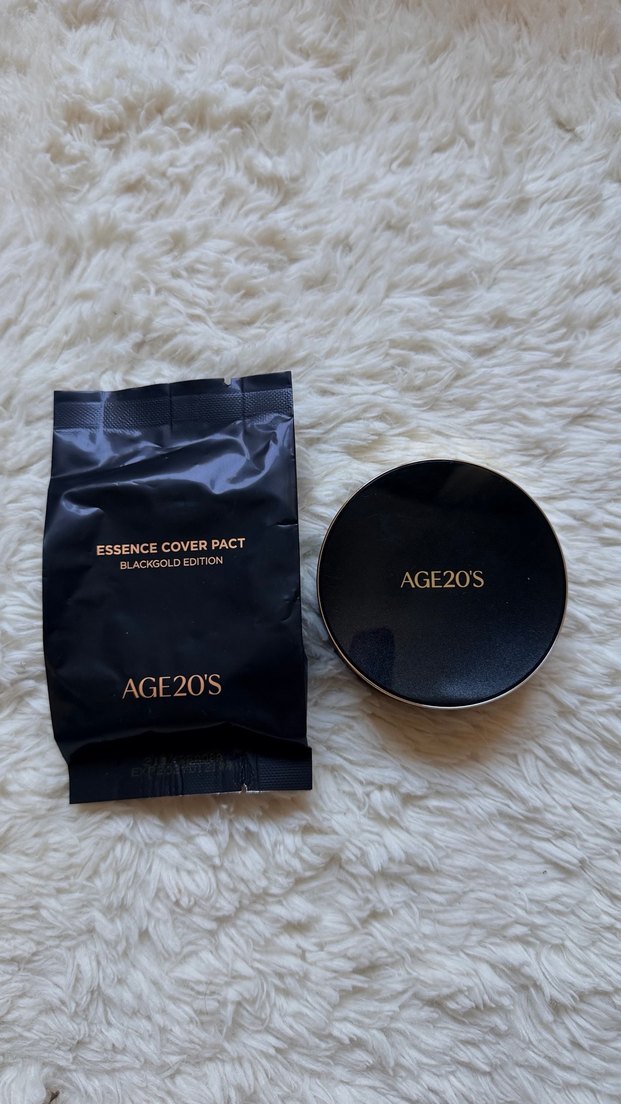 ESSENCE COVER PACT
BLACKGOLD EDITION
AGE20'S
AGE20'S